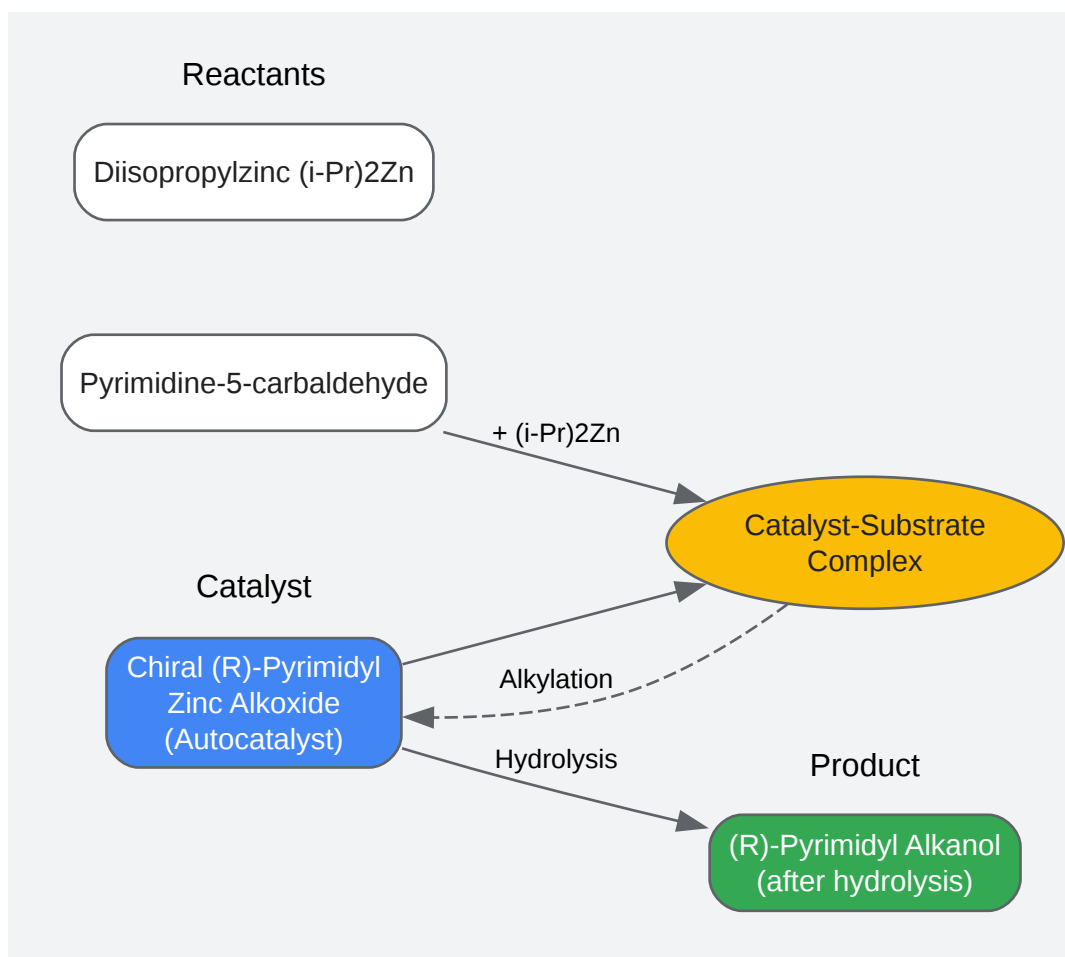 Reactants
Diisopropylzinc (i-Pr)2Zn
Pyrimidine-5-carbaldehyde
+ (i-Pr)2Zn
Catalyst-Substrate
Complex
Catalyst
Chiral (R)-Pyrimidyl
Zinc Alkoxide
(Autocatalyst)
Alkylation
Hydrolysis
Product
(R)-Pyrimidyl Alkanol
(after hydrolysis)